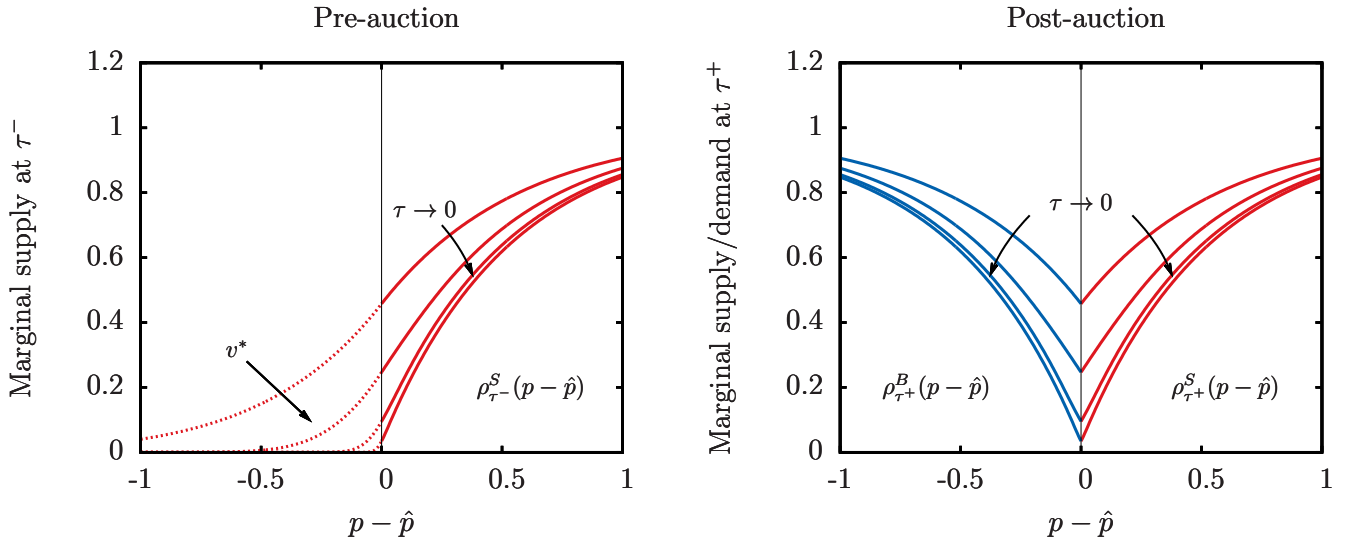 Pre-auction
Marginal supply at τ⁻
1.2
1
0.8
0.6
0.4
0.2
0
τ → 0
v*
ρ^S_{τ⁻}(p − p̂)
-1
-0.5
0
0.5
1
p − p̂
Post-auction
Marginal supply/demand at τ⁺
1.2
1
0.8
0.6
0.4
0.2
0
τ → 0
ρ^B_{τ⁺}(p − p̂)
ρ^S_{τ⁺}(p − p̂)
-1
-0.5
0
0.5
1
p − p̂